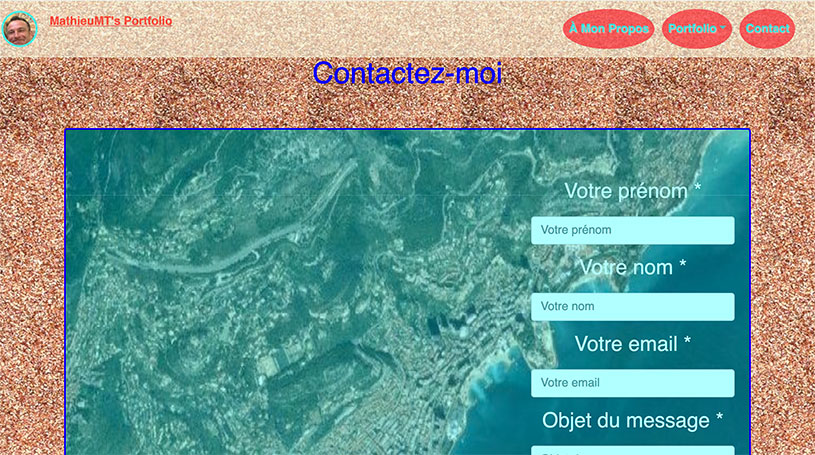 MathieuMT's Portfolio
À Mon Propos
Portfolio
Contact
Contactez-moi
Votre prénom *
Votre prénom
Votre nom *
Votre nom
Votre email *
Votre email
Objet du message *